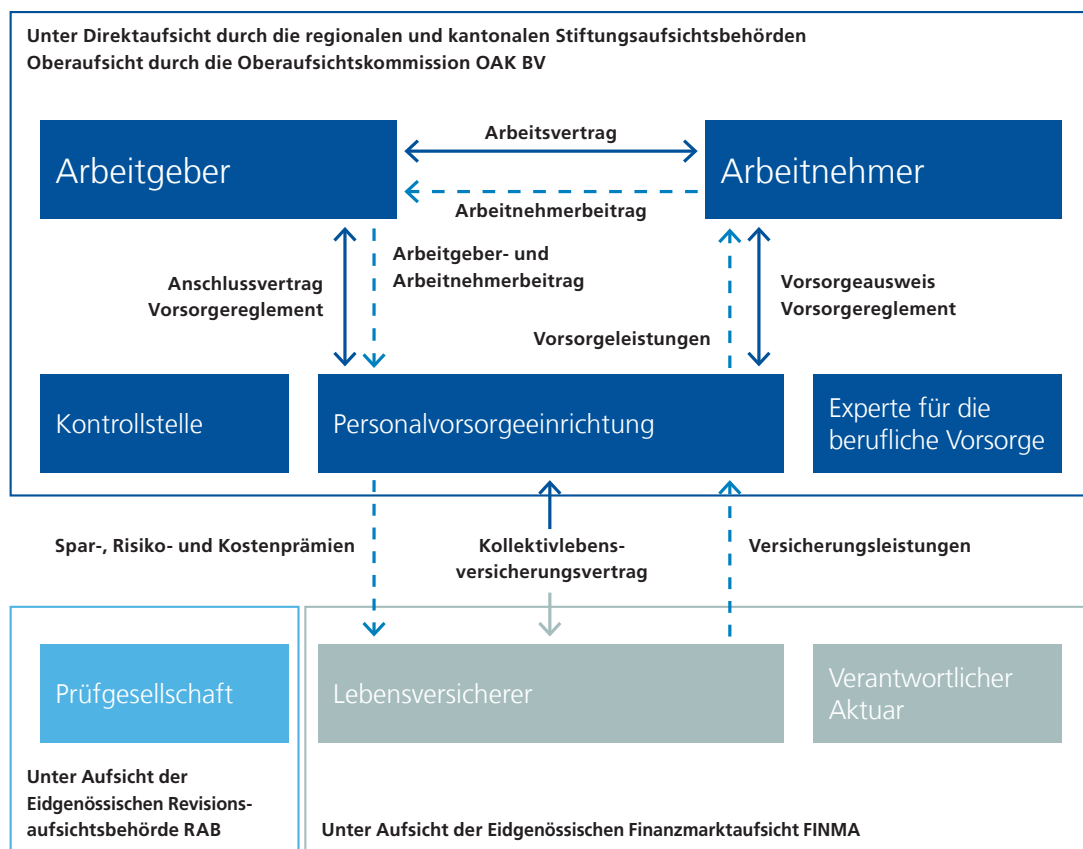 Unter Direktaufsicht durch die regionalen und kantonalen Stiftungsaufsichtsbehörden
Oberaufsicht durch die Oberaufsichtskommission OAK BV
Arbeitgeber
Arbeitsvertrag
Arbeitnehmer
Arbeitnehmerbeitrag
Anschlussvertrag
Vorsorgereglement
Arbeitgeber- und
Arbeitnehmerbeitrag
Vorsorgeleistungen
Vorsorgeausweis
Vorsorgereglement
Kontrollstelle
Personalvorsorgeeinrichtung
Experte für die
berufliche Vorsorge
Spar-, Risiko- und Kostenprämien
Kollektivlebens-
versicherungsvertrag
Versicherungsleistungen
Prüfgesellschaft
Lebensversicherer
Verantwortlicher
Aktuar
Unter Aufsicht der
Eidgenössischen Revisions-
aufsichtsbehörde RAB
Unter Aufsicht der Eidgenössischen Finanzmarktaufsicht FINMA